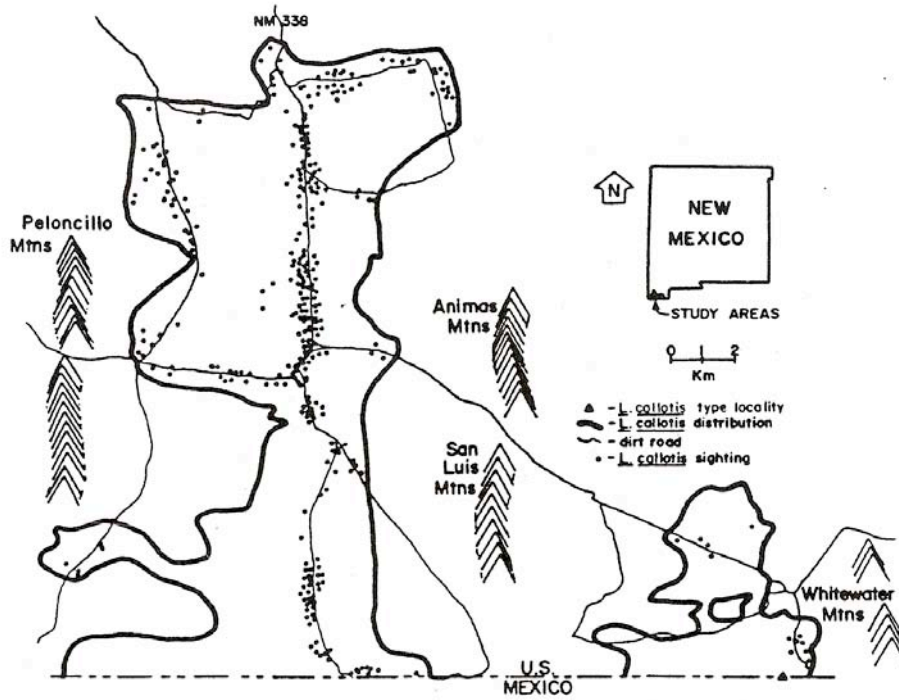 NM 338
Peloncillo
Mtns
N
NEW
MEXICO
STUDY AREAS
Animas
Mtns
0 1 2
Km
- L. callotis type locality
- L. callotis distribution
- dirt road
- L. callotis sighting
San
Luis
Mtns
Whitewater
Mtns
U.S.
MEXICO